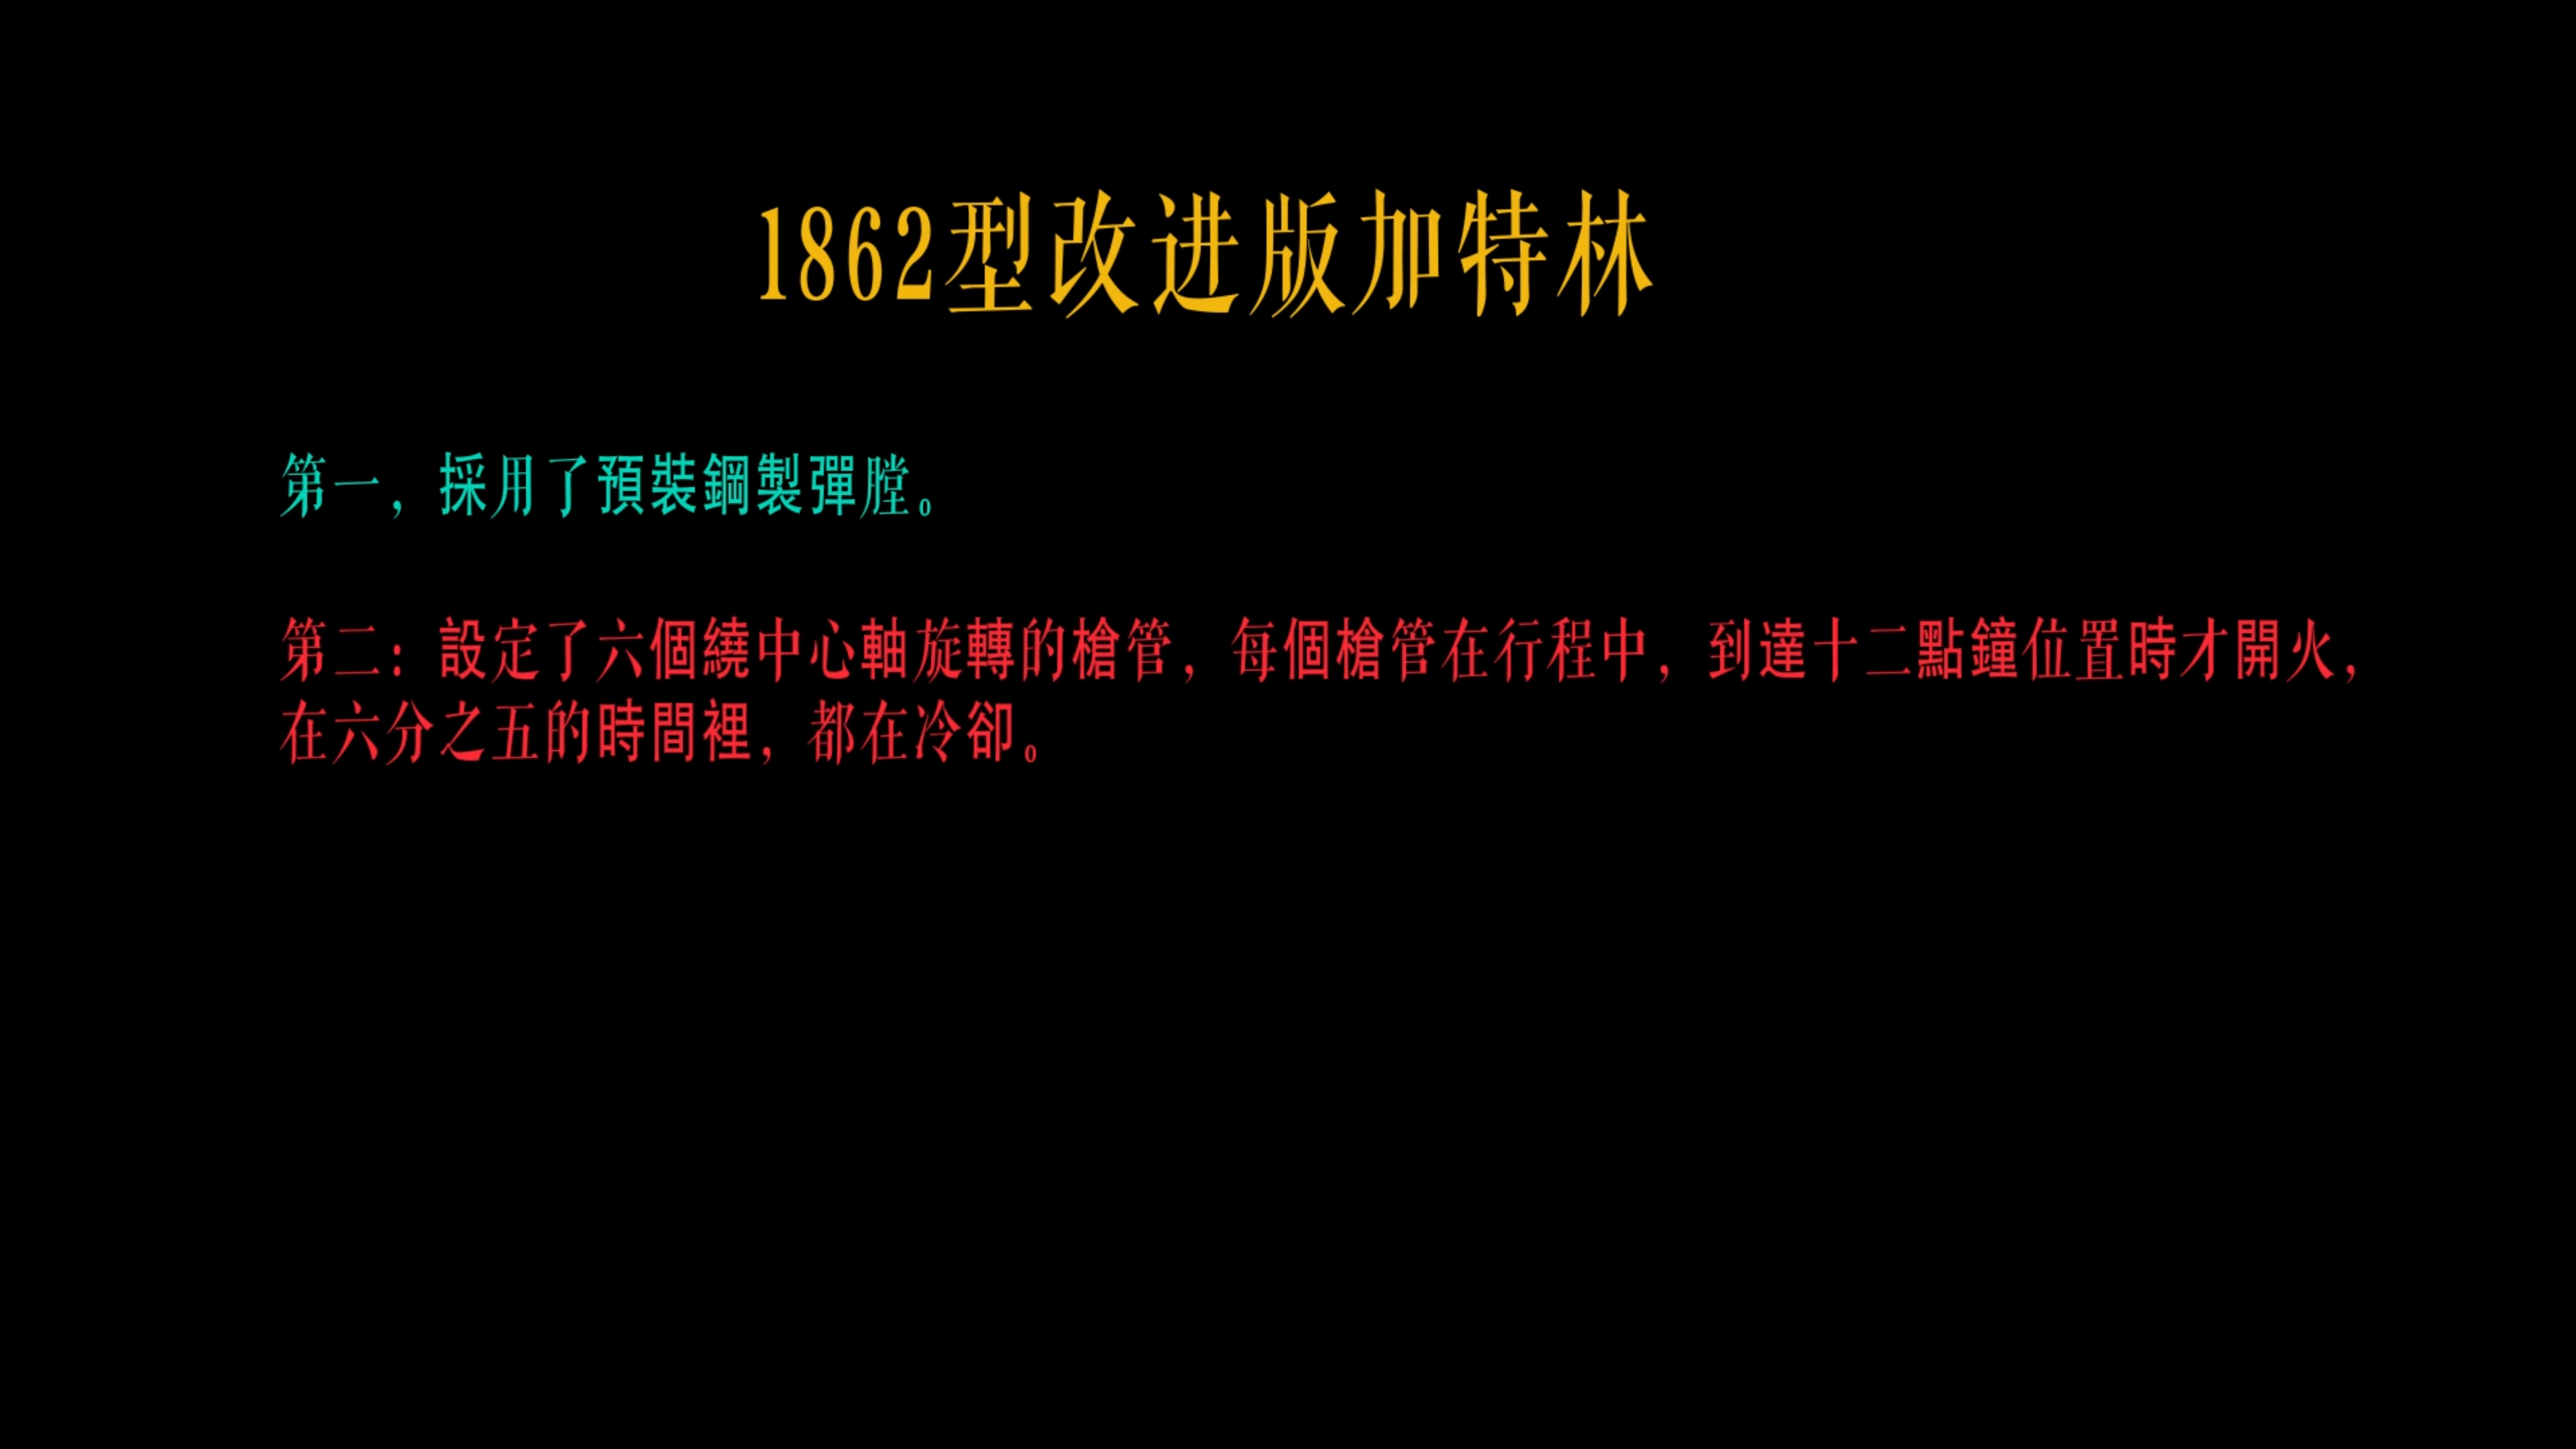 1862型改进版加特林
第一，採用了預裝鋼製彈膛。
第二：設定了六個繞中心軸旋轉的槍管，每個槍管在行程中，到達十二點鐘位置時才開火，
在六分之五的時間裡，都在冷卻。